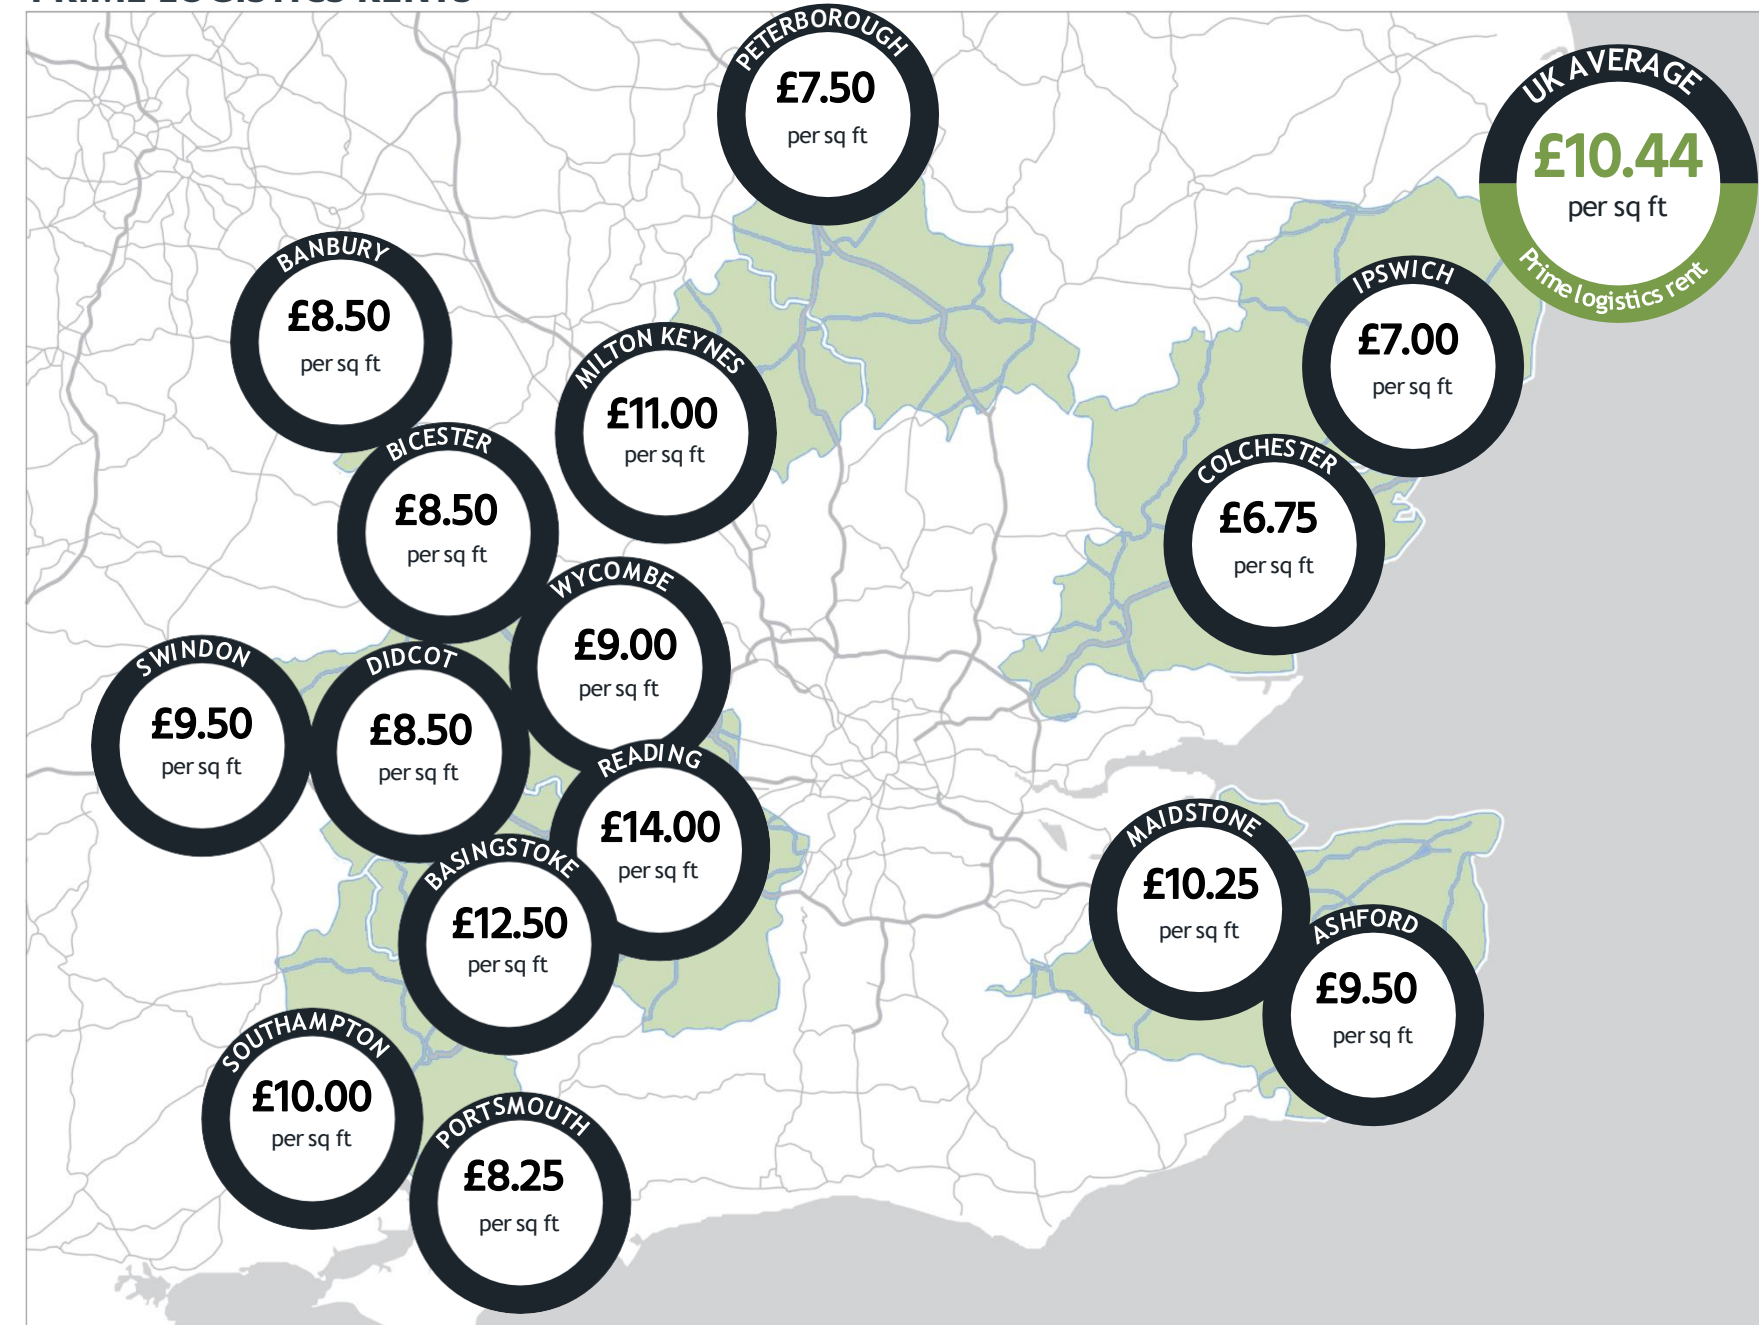 PRIME LOGISTICS RENTS
PETERBOROUGH
£7.50
per sq ft
UK AVERAGE
£10.44
per sq ft
Prime logistics rent
BANBURY
£8.50
per sq ft
IPSWICH
£7.00
per sq ft
MILTON KEYNES
£11.00
per sq ft
BICESTER
£8.50
per sq ft
COLCHESTER
£6.75
per sq ft
WYCOMBE
£9.00
per sq ft
SWINDON
£9.50
per sq ft
DIDCOT
£8.50
per sq ft
READING
£14.00
per sq ft
MAIDSTONE
£10.25
per sq ft
BASINGSTOKE
£12.50
per sq ft
ASHFORD
£9.50
per sq ft
SOUTHAMPTON
£10.00
per sq ft
PORTSMOUTH
£8.25
per sq ft